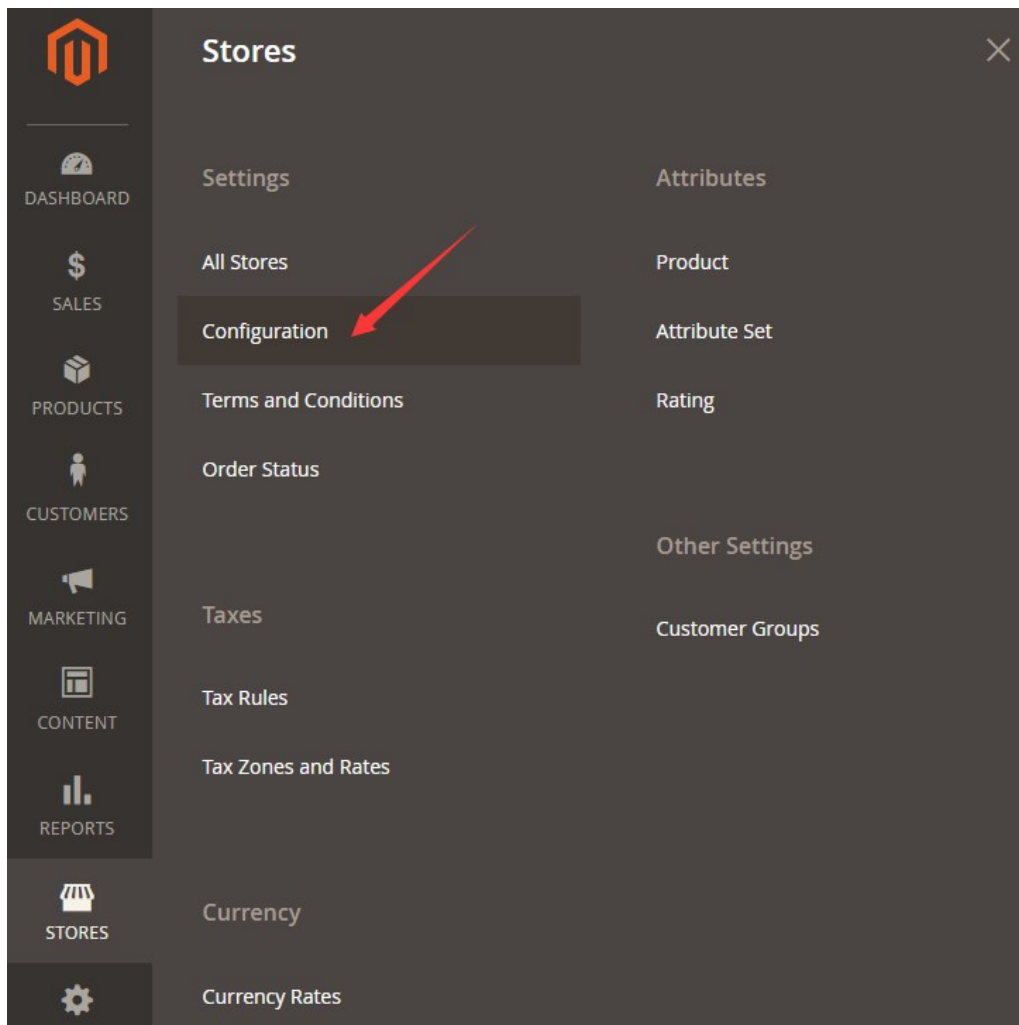 Stores
DASHBOARD
SALES
PRODUCTS
CUSTOMERS
MARKETING
CONTENT
REPORTS
STORES
Settings
All Stores
Configuration
Terms and Conditions
Order Status
Taxes
Tax Rules
Tax Zones and Rates
Currency
Currency Rates
Attributes
Product
Attribute Set
Rating
Other Settings
Customer Groups